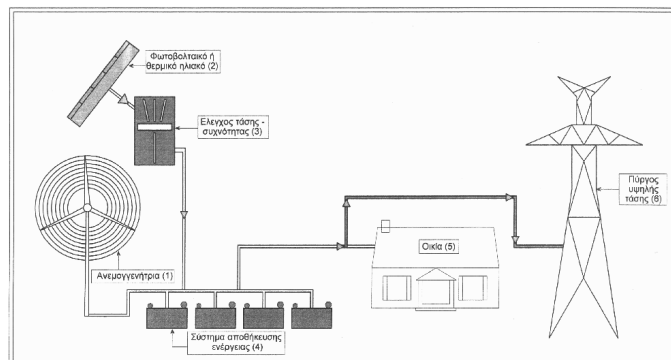 Φωτοβολταικό ή
θερμικό ηλιακό (2)
Ελεγχος τάσης -
συχνότητας (3)
Πύργος
υψηλής
τάσης (6)
Οικία (5)
Ανεμογγενήτρια (1)
Σύστημα αποθήκευσης
ενέργειας (4)